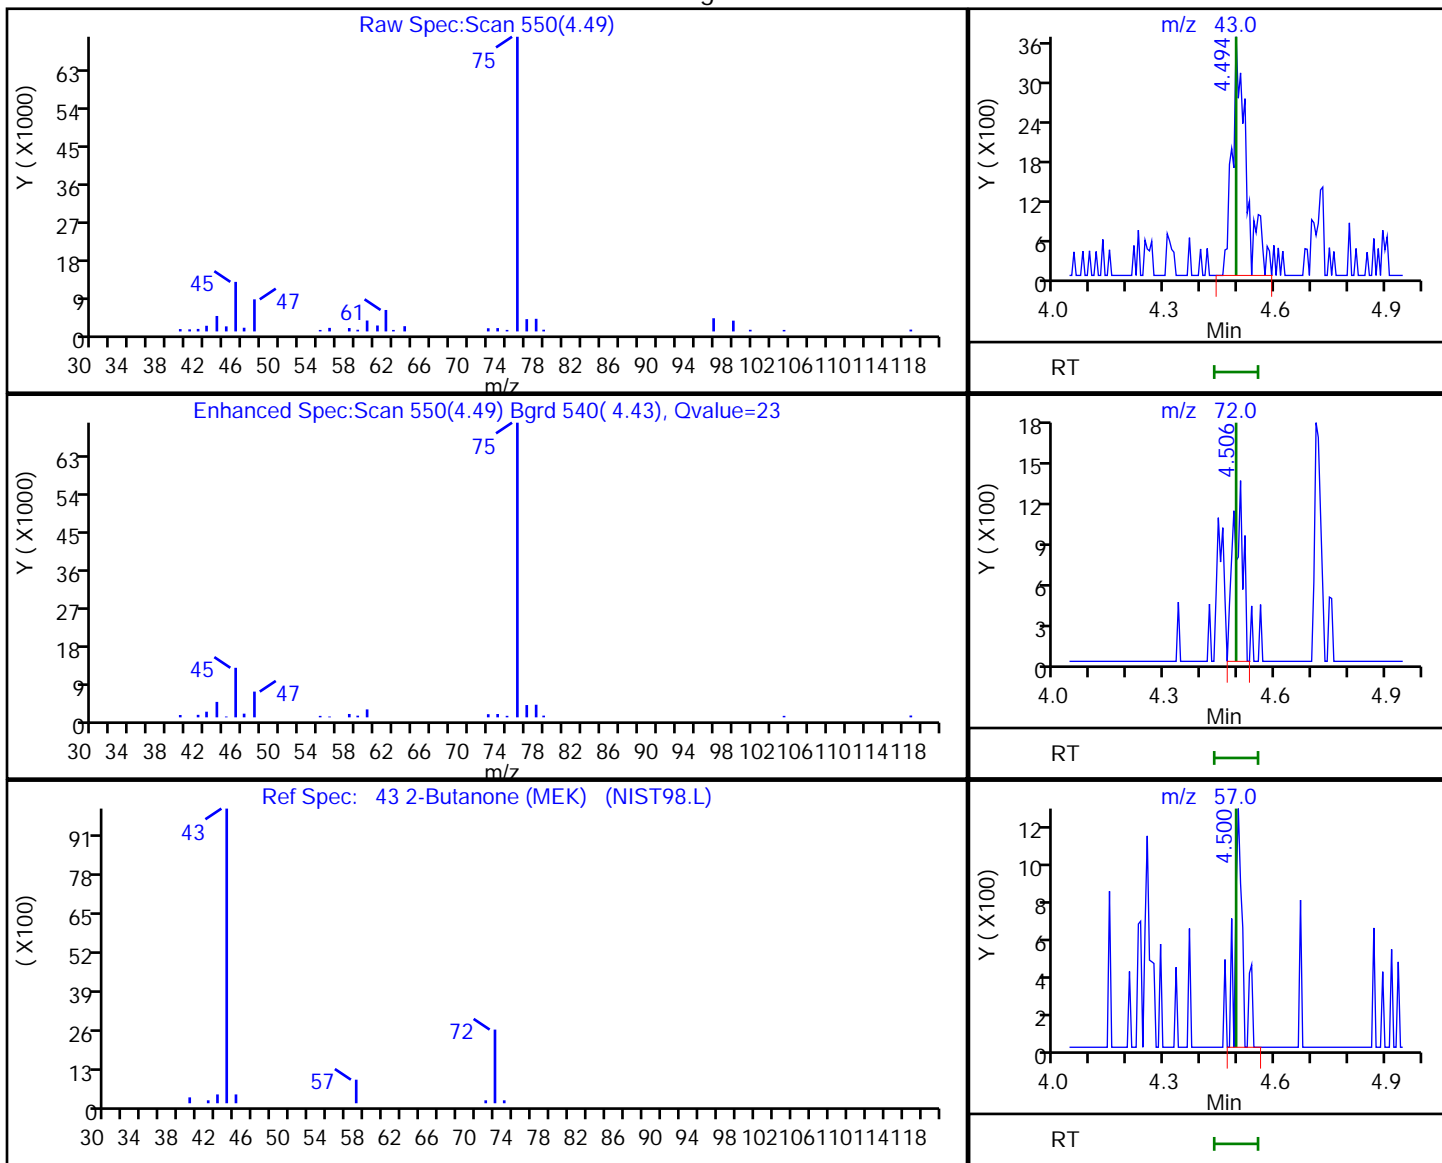 Raw Spec:Scan 550(4.49)
Y ( X1000)
63
54
45
36
27
18
9
0
75
45
47
61
30 34 38 42 46 50 54 58 62 66 70 74 78 82 86 90 94 98 102106110114118
m/z
m/z 43.0
Y ( X100)
36
30
24
18
12
6
0
4.494
4.0 4.3 4.6 4.9
Min
RT
Enhanced Spec:Scan 550(4.49) Bgrd 540( 4.43), Qvalue=23
Y ( X1000)
63
54
45
36
27
18
9
0
75
45
47
30 34 38 42 46 50 54 58 62 66 70 74 78 82 86 90 94 98 102106110114118
m/z
m/z 72.0
Y ( X100)
18
15
12
9
6
3
0
4.506
4.0 4.3 4.6 4.9
Min
RT
Ref Spec: 43 2-Butanone (MEK) (NIST98.L)
( X100)
91
78
65
52
39
26
13
0
43
57
72
30 34 38 42 46 50 54 58 62 66 70 74 78 82 86 90 94 98 102106110114118
m/z 57.0
Y ( X100)
12
10
8
6
4
2
0
4.500
4.0 4.3 4.6 4.9
Min
RT